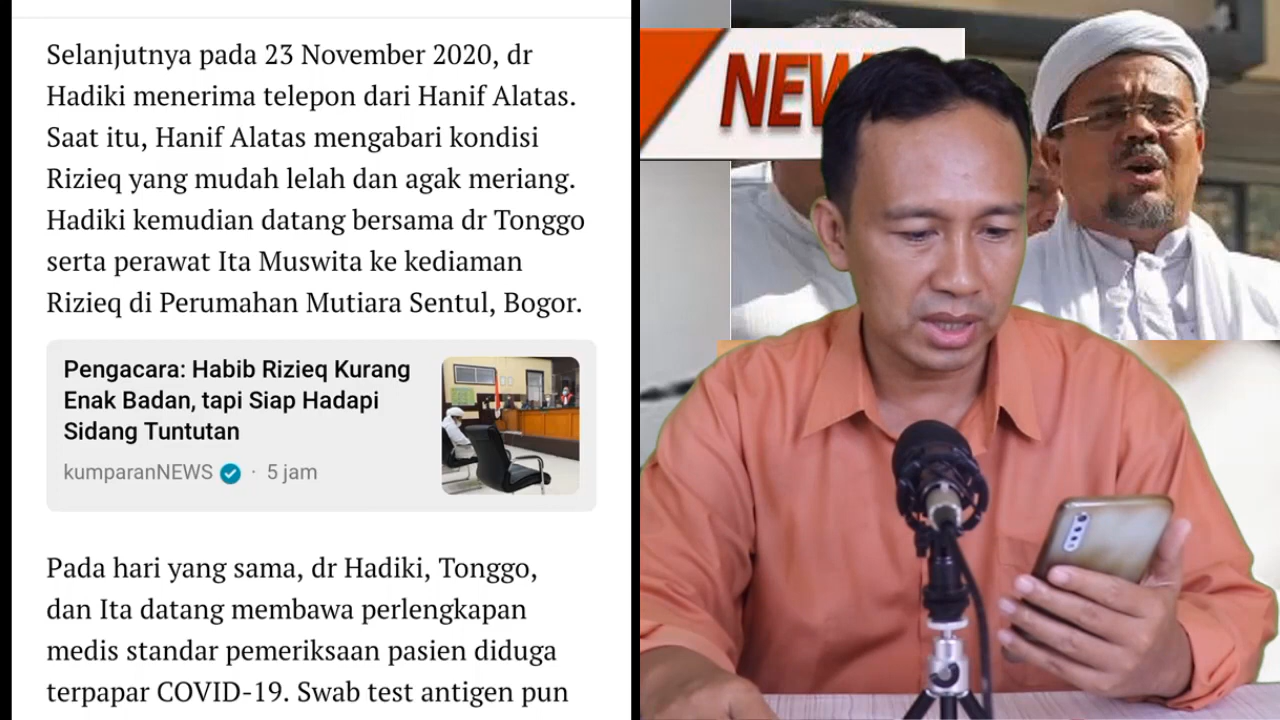 Selanjutnya pada 23 November 2020, dr
Hadiki menerima telepon dari Hanif Alatas.
Saat itu, Hanif Alatas mengabari kondisi
Rizieq yang mudah lelah dan agak meriang.
Hadiki kemudian datang bersama dr Tonggo
serta perawat Ita Muswita ke kediaman
Rizieq di Perumahan Mutiara Sentul, Bogor.
Pengacara: Habib Rizieq Kurang
Enak Badan, tapi Siap Hadapi
Sidang Tuntutan
kumparanNEWS · 5 jam
Pada hari yang sama, dr Hadiki, Tonggo,
dan Ita datang membawa perlengkapan
medis standar pemeriksaan pasien diduga
terpapar COVID-19. Swab test antigen pun